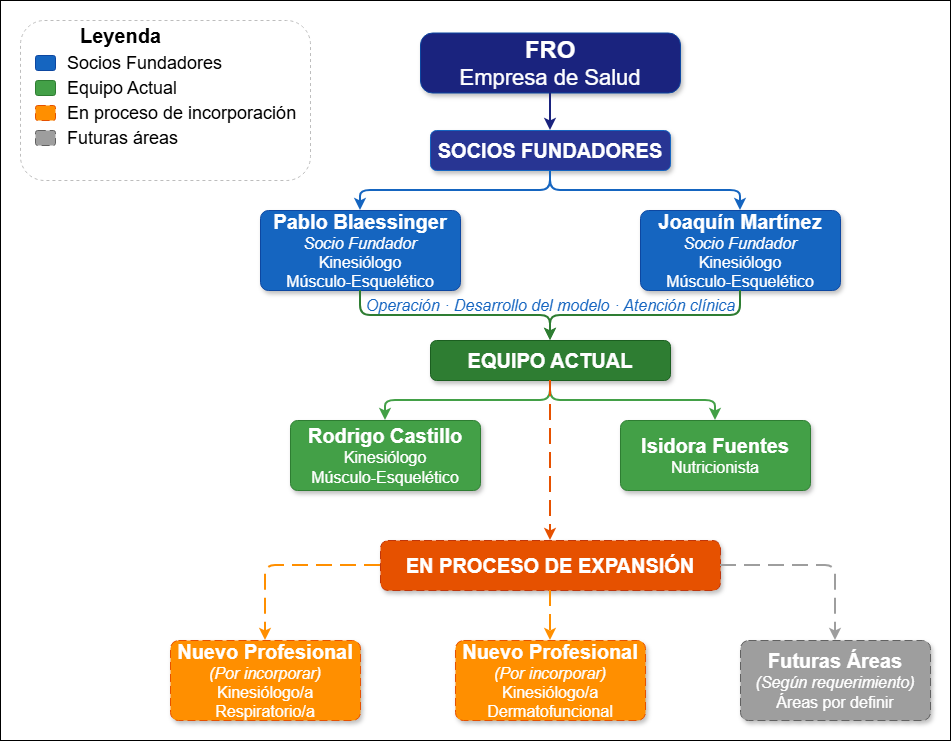 Leyenda
Socios Fundadores
Equipo Actual
En proceso de incorporación
Futuras áreas
FRO
Empresa de Salud
SOCIOS FUNDADORES
Pablo Blaessinger
Socio Fundador
Kinesiólogo
Músculo-Esquelético
Joaquín Martínez
Socio Fundador
Kinesiólogo
Músculo-Esquelético
Operación · Desarrollo del modelo · Atención clínica
EQUIPO ACTUAL
Rodrigo Castillo
Kinesiólogo
Músculo-Esquelético
Isidora Fuentes
Nutricionista
EN PROCESO DE EXPANSIÓN
Nuevo Profesional
(Por incorporar)
Kinesiólogo/a
Respiratorio/a
Nuevo Profesional
(Por incorporar)
Kinesiólogo/a
Dermatofuncional
Futuras Áreas
(Según requerimiento)
Áreas por definir